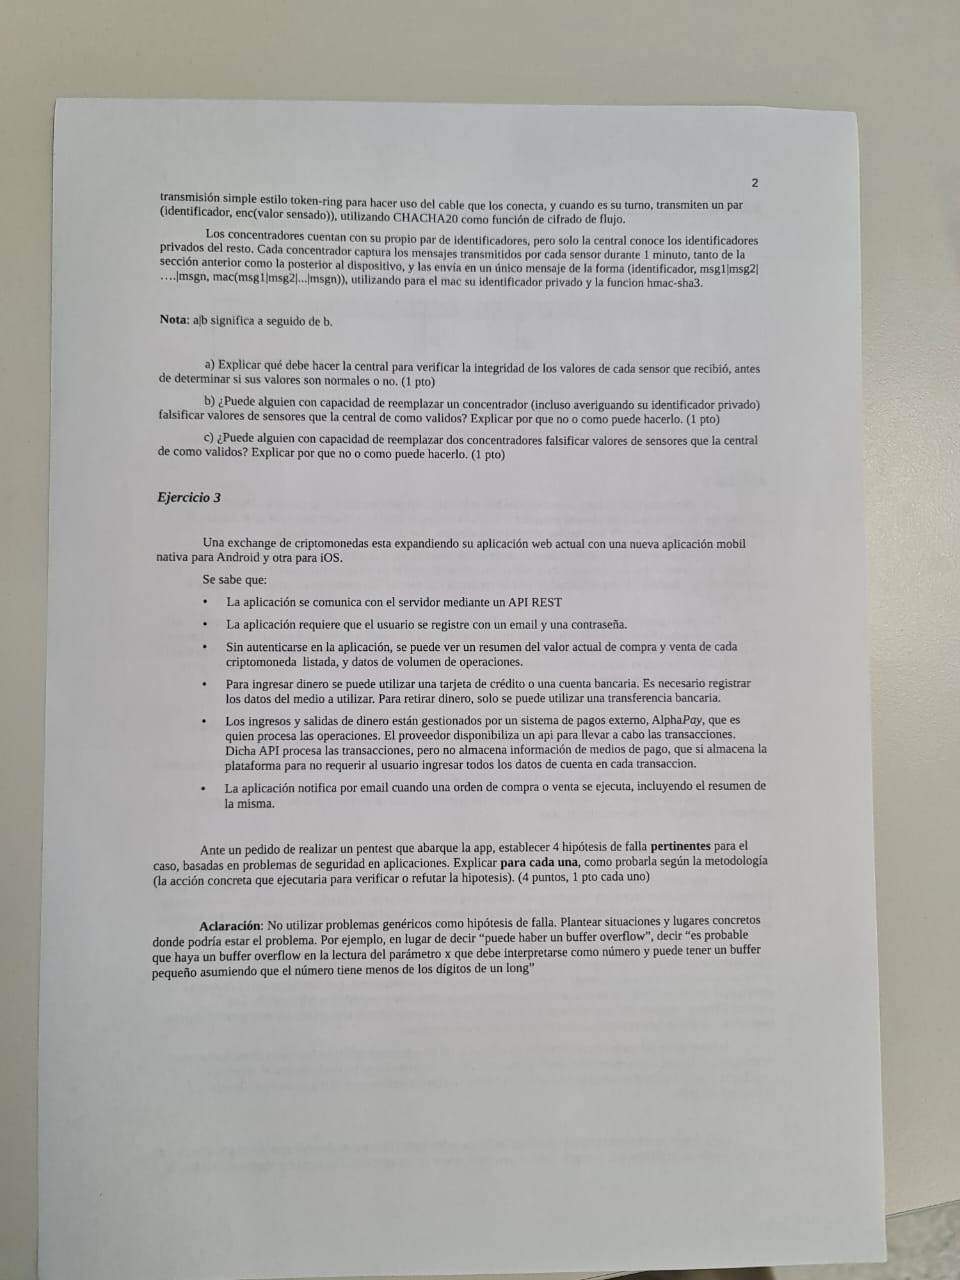 2
transmisión simple estilo token-ring para hacer uso del cable que los conecta, y cuando es su turno, transmiten un par
(identificador, enc(valor sensado)), utilizando CHACHA20 como función de cifrado de flujo.
Los concentradores cuentan con su propio par de identificadores, pero solo la central conoce los identificadores
privados del resto. Cada concentrador captura los mensajes transmitidos por cada sensor durante 1 minuto, tanto de la
sección anterior como la posterior al dispositivo, y las envía en un único mensaje de la forma (identificador, msg1|msg2|
….|msgn, mac(msg1|msg2|...|msgn)), utilizando para el mac su identificador privado y la funcion hmac-sha3.
Nota: a|b significa a seguido de b.
a) Explicar qué debe hacer la central para verificar la integridad de los valores de cada sensor que recibió, antes
de determinar si sus valores son normales o no. (1 pto)
b) ¿Puede alguien con capacidad de reemplazar un concentrador (incluso averiguando su identificador privado)
falsificar valores de sensores que la central de como validos? Explicar por que no o como puede hacerlo. (1 pto)
c) ¿Puede alguien con capacidad de reemplazar dos concentradores falsificar valores de sensores que la central
de como validos? Explicar por que no o como puede hacerlo. (1 pto)
Ejercicio 3
Una exchange de criptomonedas esta expandiendo su aplicación web actual con una nueva aplicación mobil
nativa para Android y otra para iOS.
Se sabe que:
• La aplicación se comunica con el servidor mediante un API REST
• La aplicación requiere que el usuario se registre con un email y una contraseña.
• Sin autenticarse en la aplicación, se puede ver un resumen del valor actual de compra y venta de cada
criptomoneda listada, y datos de volumen de operaciones.
• Para ingresar dinero se puede utilizar una tarjeta de crédito o una cuenta bancaria. Es necesario registrar
los datos del medio a utilizar. Para retirar dinero, solo se puede utilizar una transferencia bancaria.
• Los ingresos y salidas de dinero están gestionados por un sistema de pagos externo, AlphaPay, que es
quien procesa las operaciones. El proveedor disponibiliza un api para llevar a cabo las transacciones.
Dicha API procesa las transacciones, pero no almacena información de medios de pago, que si almacena la
plataforma para no requerir al usuario ingresar todos los datos de cuenta en cada transaccion.
• La aplicación notifica por email cuando una orden de compra o venta se ejecuta, incluyendo el resumen de
la misma.
Ante un pedido de realizar un pentest que abarque la app, establecer 4 hipótesis de falla pertinentes para el
caso, basadas en problemas de seguridad en aplicaciones. Explicar para cada una, como probarla según la metodología
(la acción concreta que ejecutaria para verificar o refutar la hipotesis). (4 puntos, 1 pto cada uno)
Aclaración: No utilizar problemas genéricos como hipótesis de falla. Plantear situaciones y lugares concretos
donde podría estar el problema. Por ejemplo, en lugar de decir “puede haber un buffer overflow”, decir “es probable
que haya un buffer overflow en la lectura del parámetro x que debe interpretarse como número y puede tener un buffer
pequeño asumiendo que el número tiene menos de los dígitos de un long”